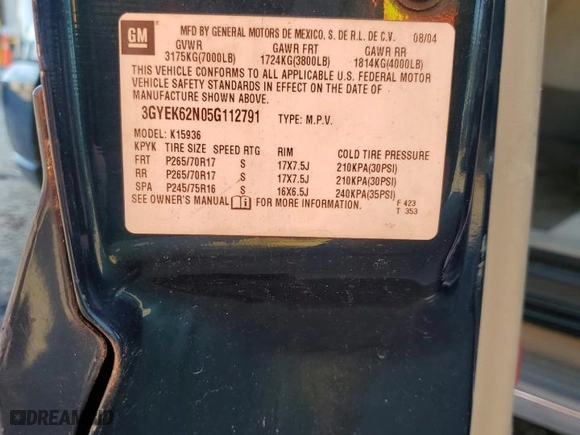 GM
MFD BY GENERAL MOTORS DE MEXICO, S. DE R.L. DE C.V. 08/04
GVWR GAWR FRT GAWR RR
3175KG(7000LB) 1724KG(3800LB) 1814KG(4000LB)
THIS VEHICLE CONFORMS TO ALL APPLICABLE U.S. FEDERAL MOTOR
VEHICLE SAFETY STANDARDS IN EFFECT ON THE DATE OF
MANUFACTURE SHOWN ABOVE.
3GYEK62N05G112791 TYPE: M.P.V.
MODEL: K15936
KPYK TIRE SIZE SPEED RTG RIM COLD TIRE PRESSURE
FRT P265/70R17 S 17X7.5J 210KPA(30PSI)
RR P265/70R17 S 17X7.5J 210KPA(30PSI)
SPA P245/75R16 S 16X6.5J 240KPA(35PSI)
SEE OWNER'S MANUAL i FOR MORE INFORMATION. F 423
T 353
DREAMBID